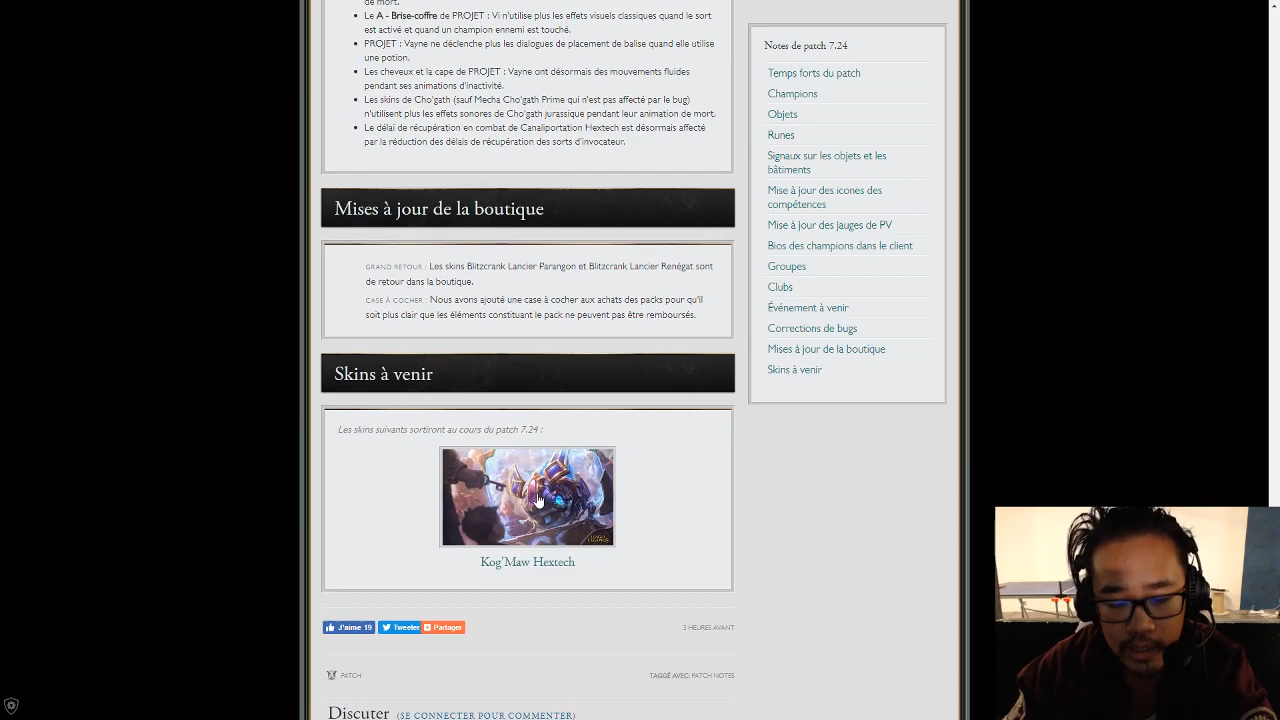 de mort.
• Le A - Brise-coffre de PROJET : Vi n'utilise plus les effets visuels classiques quand le sort
est activé et quand un champion ennemi est touché.
• PROJET : Vayne ne déclenche plus les dialogues de placement de balise quand elle utilise
une potion.
• Les cheveux et la cape de PROJET : Vayne ont désormais des mouvements fluides
pendant ses animations d'inactivité.
• Les skins de Cho'gath (sauf Mecha Cho'gath Prime qui n'est pas affecté par le bug)
n'utilisent plus les effets sonores de Cho'gath jurassique pendant leur animation de mort.
• Le délai de récupération en combat de Canaliportation Hextech est désormais affecté
par la réduction des délais de récupération des sorts d'invocateur.
Mises à jour de la boutique
GRAND RETOUR : Les skins Blitzcrank Lancier Parangon et Blitzcrank Lancier Renégat sont
de retour dans la boutique.
CASE À COCHER : Nous avons ajouté une case à cocher aux achats des packs pour qu'il
soit plus clair que les éléments constituant le pack ne peuvent pas être remboursés.
Skins à venir
Les skins suivants sortiront au cours du patch 7.24 :
LEAGUE LEGENDS
Kog'Maw Hextech
J'aime 19
Tweeter
Partager
3 HEURES AVANT
PATCH
TAGGÉ AVEC: PATCH NOTES
Discuter (SE CONNECTER POUR COMMENTER)
Notes de patch 7.24
Temps forts du patch
Champions
Objets
Runes
Signaux sur les objets et les
bâtiments
Mise à jour des icones des
compétences
Mise à jour des jauges de PV
Bios des champions dans le client
Groupes
Clubs
Événement à venir
Corrections de bugs
Mises à jour de la boutique
Skins à venir